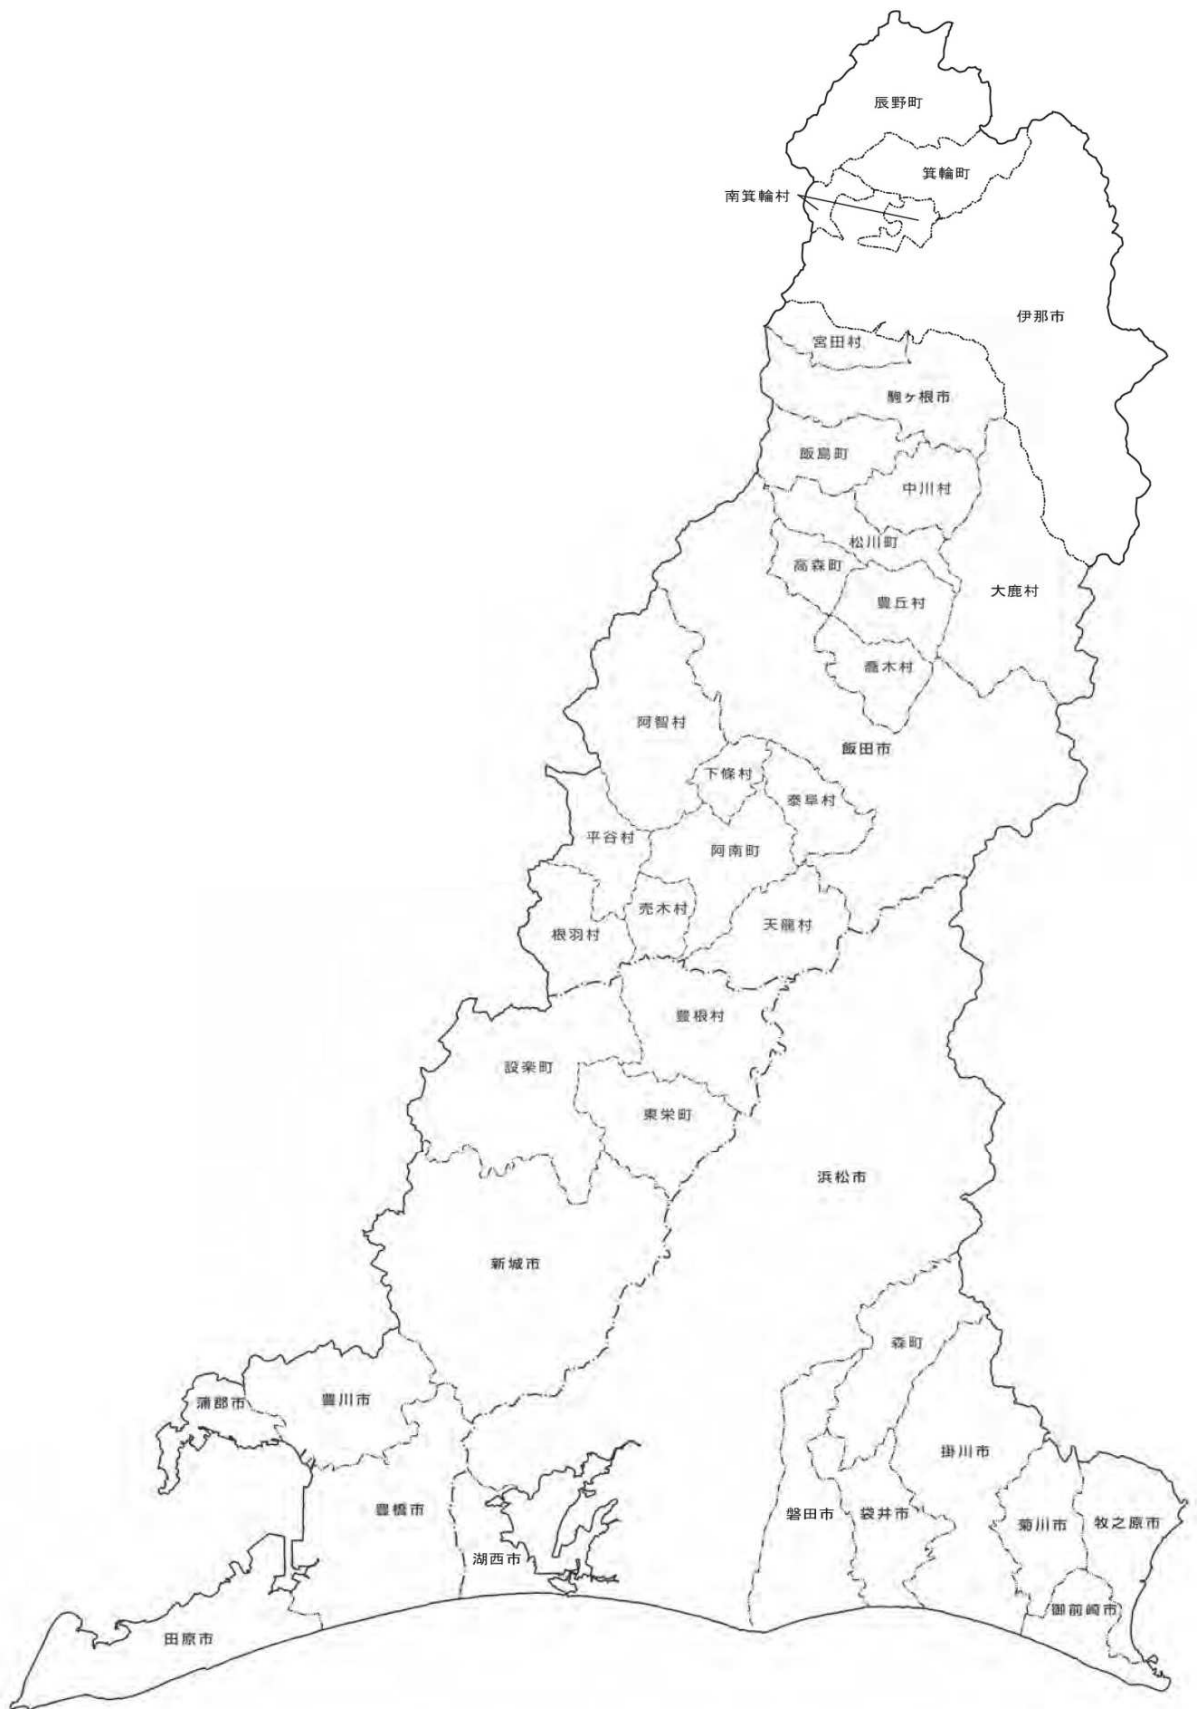 辰野町
箕輪町
南箕輪村
伊那市
宮田村
駒ヶ根市
飯島町
中川村
松川町
高森町
大鹿村
豊丘村
喬木村
阿智村
飯田市
下條村
泰阜村
平谷村
阿南町
売木村
天龍村
根羽村
豊根村
設楽町
東栄町
浜松市
新城市
森町
蒲郡市
豊川市
掛川市
豊橋市
磐田市
袋井市
菊川市
牧之原市
湖西市
御前崎市
田原市